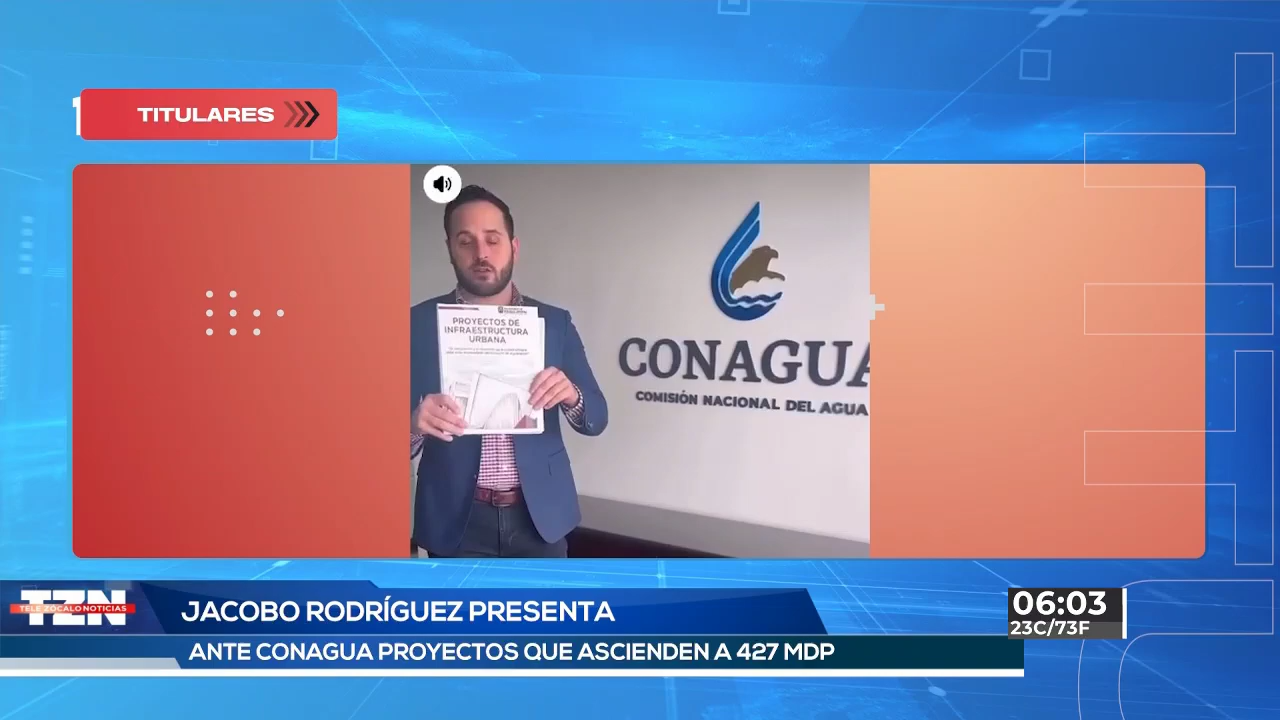 TITULARES
PROYECTOS DE
INFRAESTRUCTURA
URBANA
CONAGUA
COMISIÓN NACIONAL DEL AGUA
TZN
TELE ZÓCALO NOTICIAS
JACOBO RODRÍGUEZ PRESENTA
ANTE CONAGUA PROYECTOS QUE ASCIENDEN A 427 MDP
06:03
23C/73F